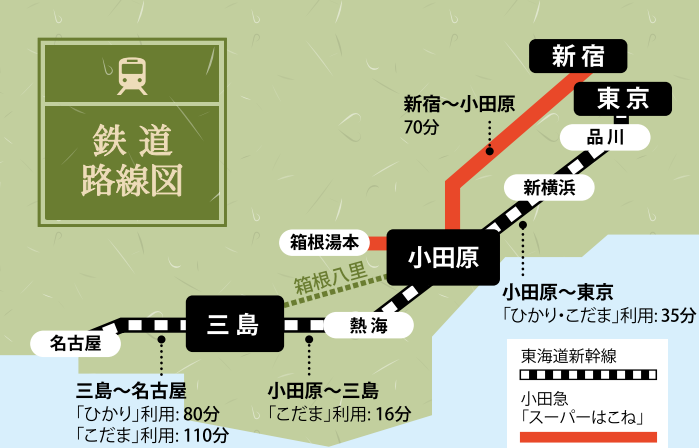 鉄道
路線図
新宿
東京
新宿〜小田原
70分
品川
新横浜
箱根湯本
小田原
箱根八里
小田原〜東京
「ひかり・こだま」利用: 35分
三島
熱海
名古屋
三島〜名古屋
「ひかり」利用: 80分
「こだま」利用: 110分
小田原〜三島
「こだま」利用: 16分
東海道新幹線
小田急
「スーパーはこね」